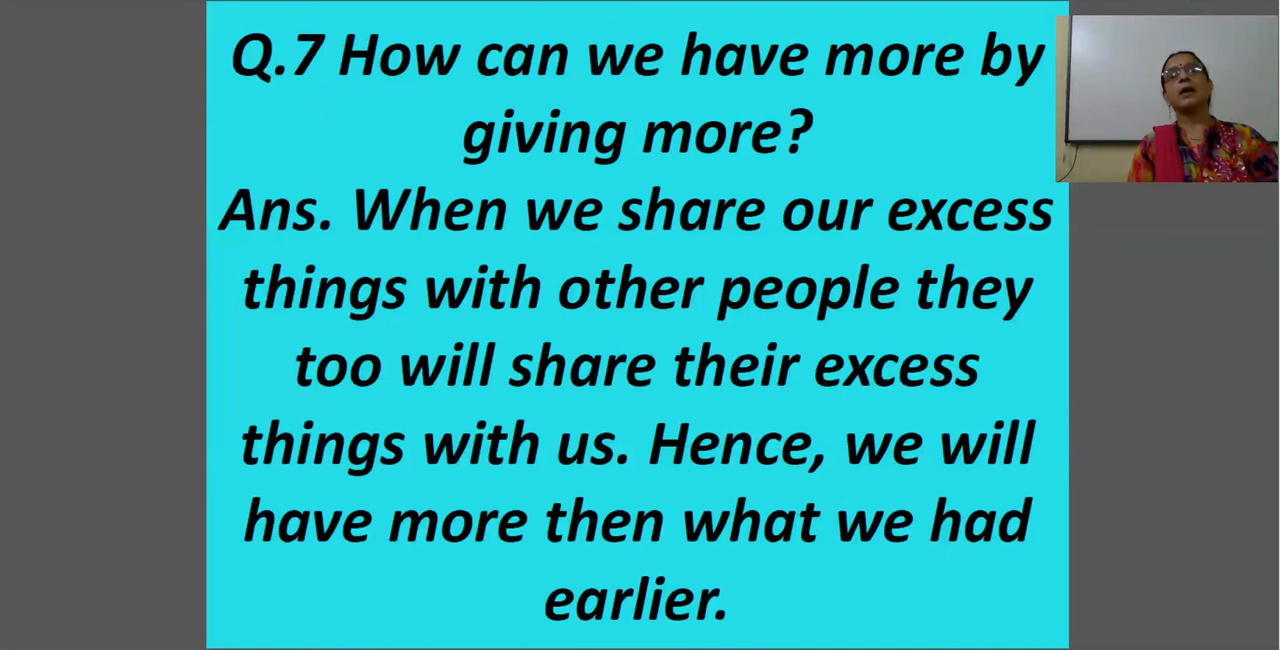 Q.7 How can we have more by
giving more?
Ans. When we share our excess
things with other people they
too will share their excess
things with us. Hence, we will
have more then what we had
earlier.